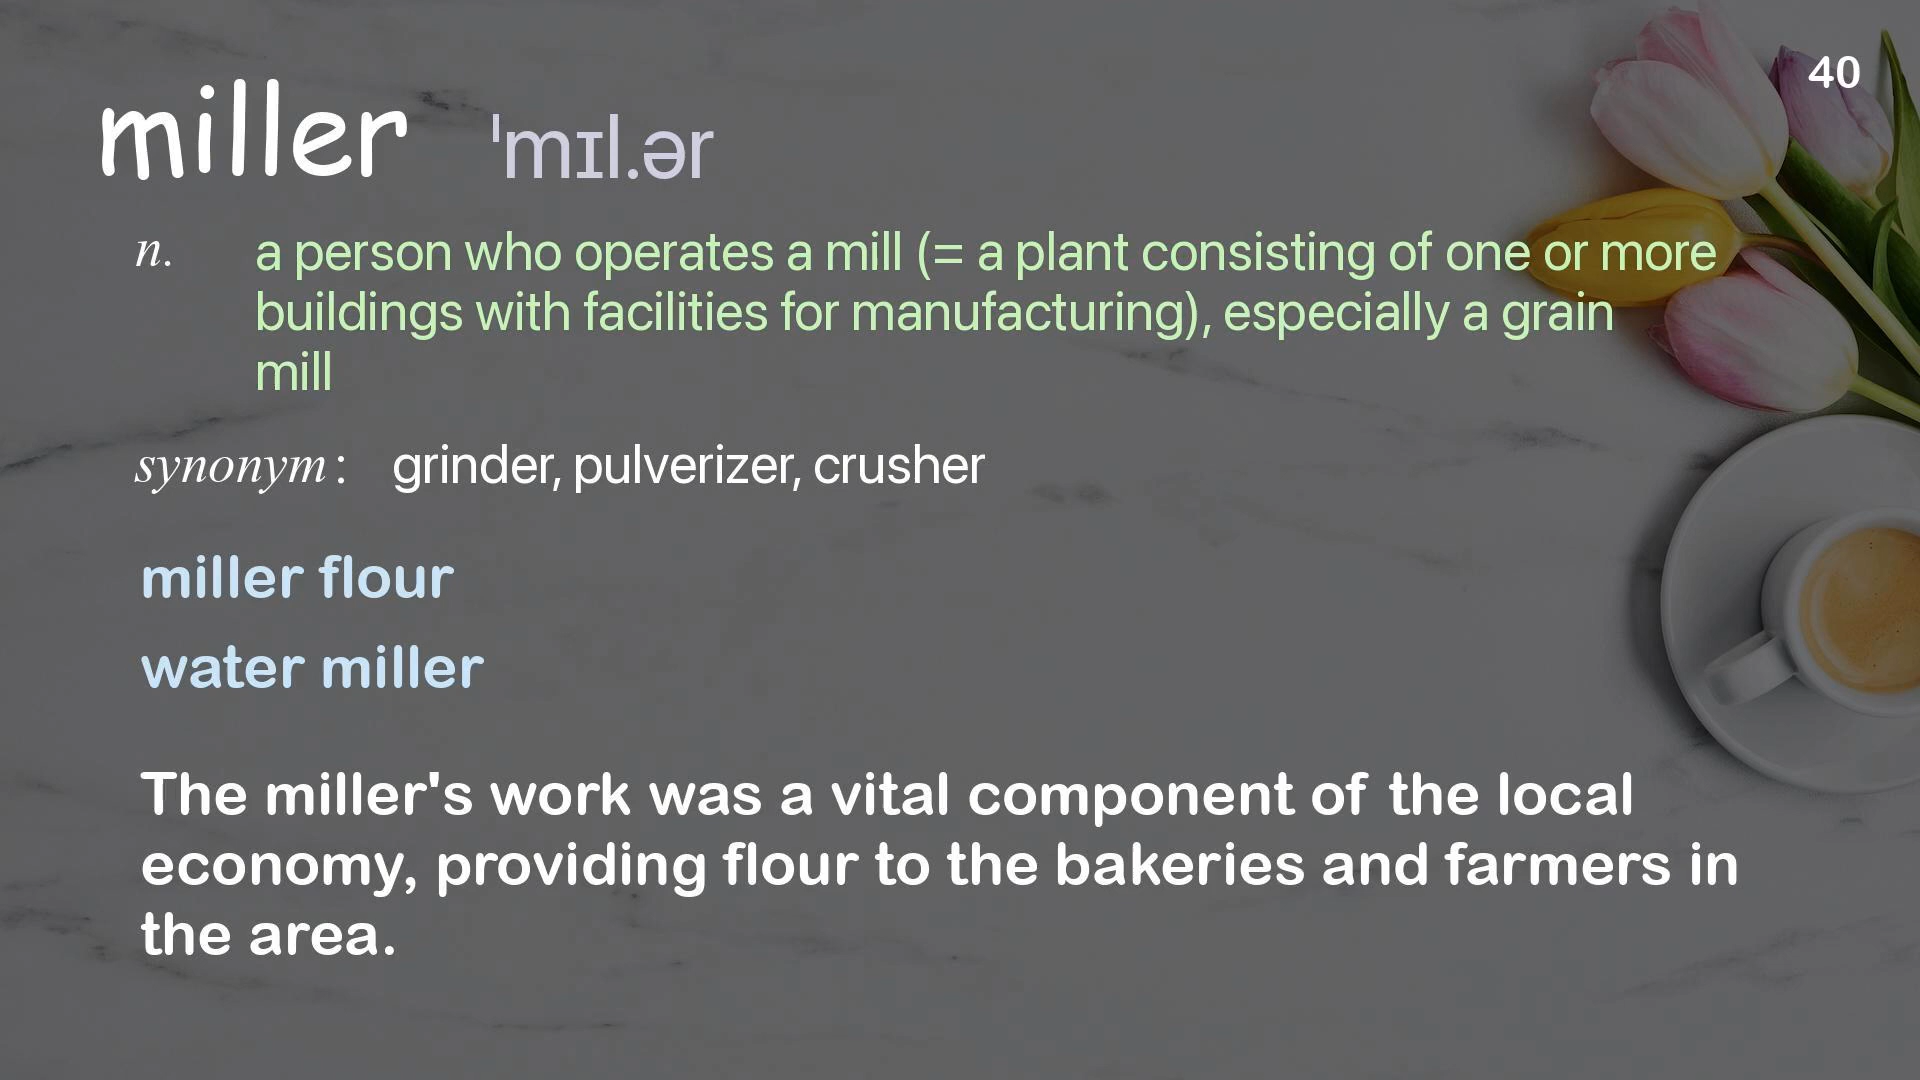 40
miller ˈmɪl.ər
n. a person who operates a mill (= a plant consisting of one or more
buildings with facilities for manufacturing), especially a grain
mill
synonym: grinder, pulverizer, crusher
miller flour
water miller
The miller's work was a vital component of the local
economy, providing flour to the bakeries and farmers in
the area.